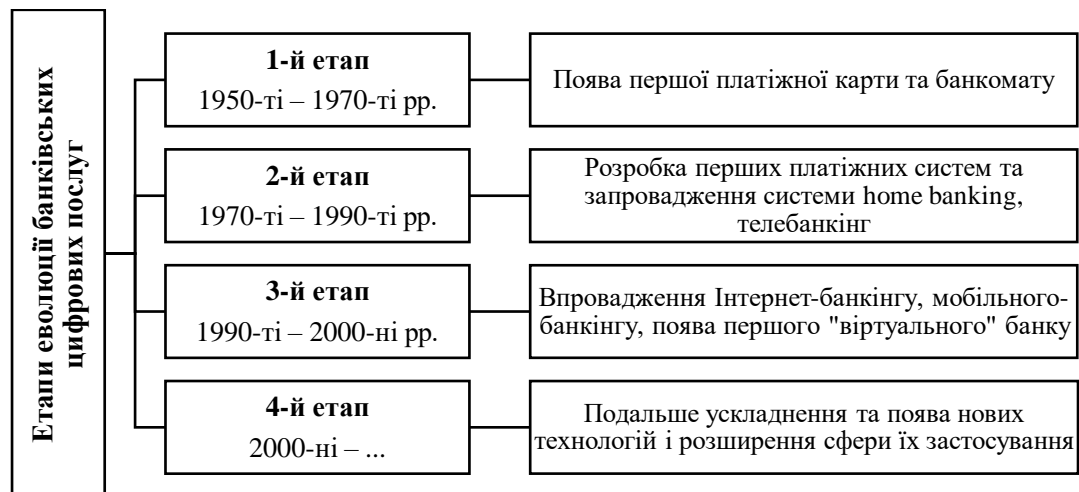 Етапи еволюції банківських
цифрових послуг
1-й етап
1950-ті – 1970-ті рр.
Поява першої платіжної карти та банкомату
2-й етап
1970-ті – 1990-ті рр.
Розробка перших платіжних систем та
запровадження системи home banking,
телебанкінг
3-й етап
1990-ті – 2000-ні рр.
Впровадження Інтернет-банкінгу, мобільного-
банкінгу, поява першого "віртуального" банку
4-й етап
2000-ні – ...
Подальше ускладнення та поява нових
технологій і розширення сфери їх застосування